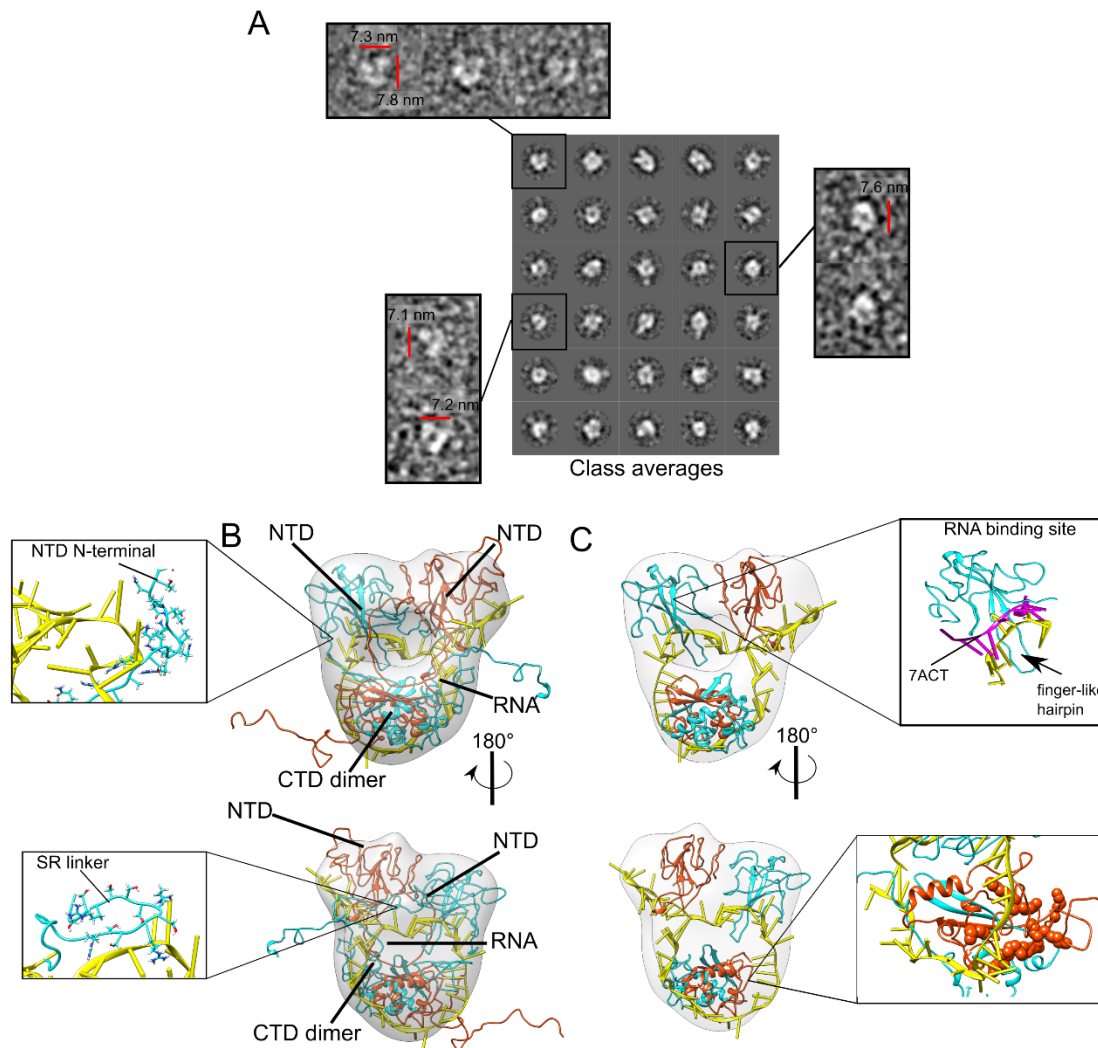 A
7.3 nm
7.8 nm
7.6 nm
7.1 nm
7.2 nm
Class averages
B
C
NTD N-terminal
NTD
NTD
RNA
CTD dimer
180°
RNA binding site
7ACT
finger-like
hairpin
180°
SR linker
NTD
NTD
RNA
CTD dimer